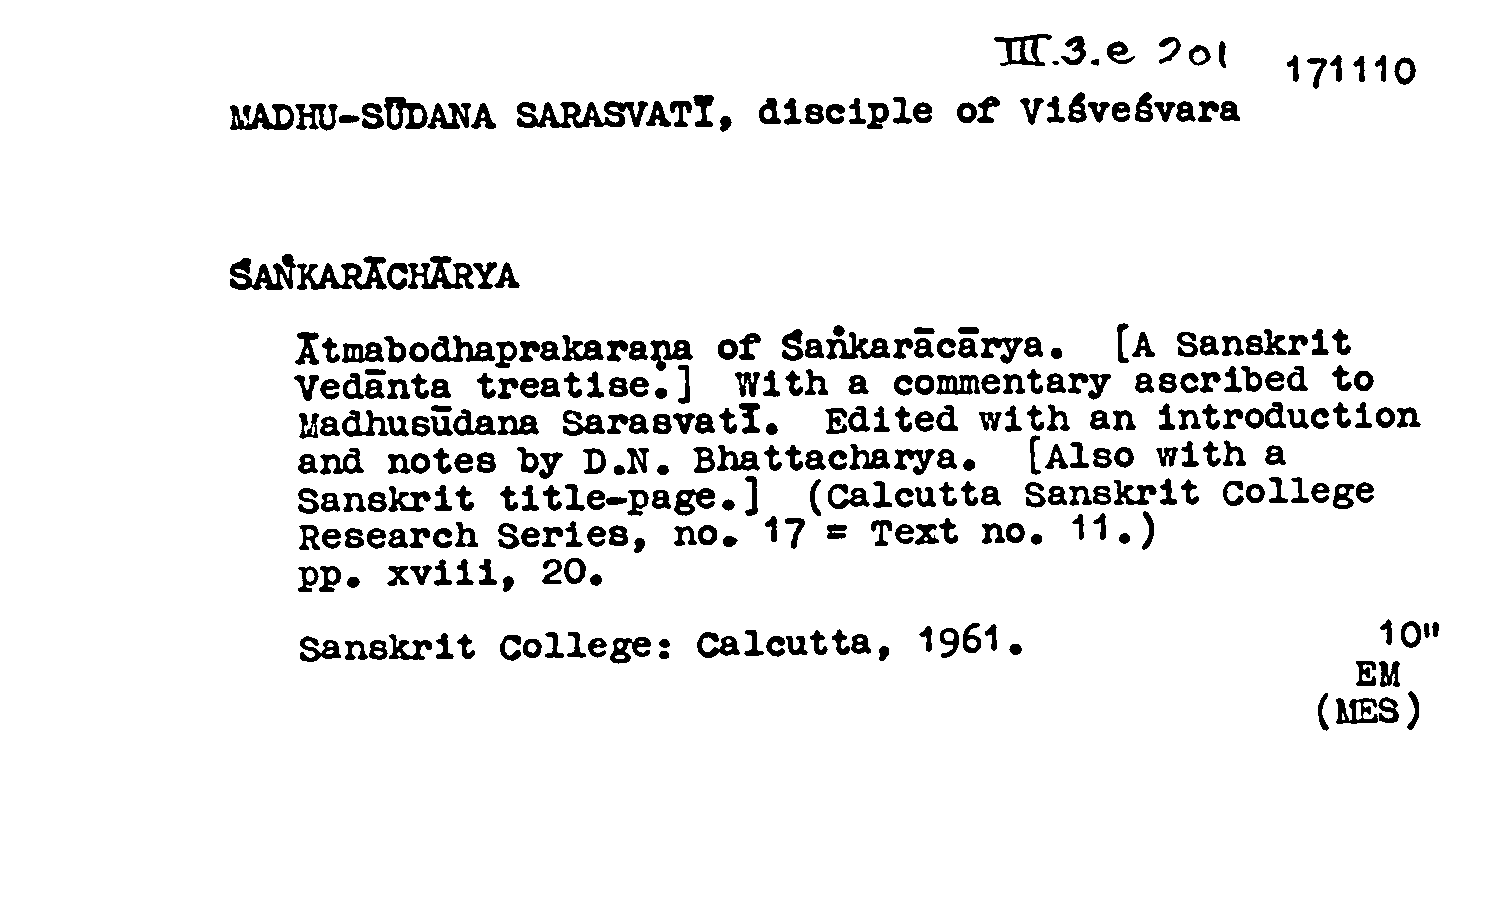 III.3.e 201 171110
MADHU-SŪDANA SARASVATĪ, disciple of Viśveśvara
ŚAṄKARĀCHĀRYA
Ātmabodhaprakaraṇa of Śaṅkarācārya. [A Sanskrit
Vedānta treatise.] With a commentary ascribed to
Madhusūdana Sarasvatī. Edited with an introduction
and notes by D.N. Bhattacharya. [Also with a
Sanskrit title-page.] (Calcutta Sanskrit College
Research Series, no. 17 = Text no. 11.)
pp. xviii, 20.
Sanskrit College: Calcutta, 1961. 10"
EM
(MES)